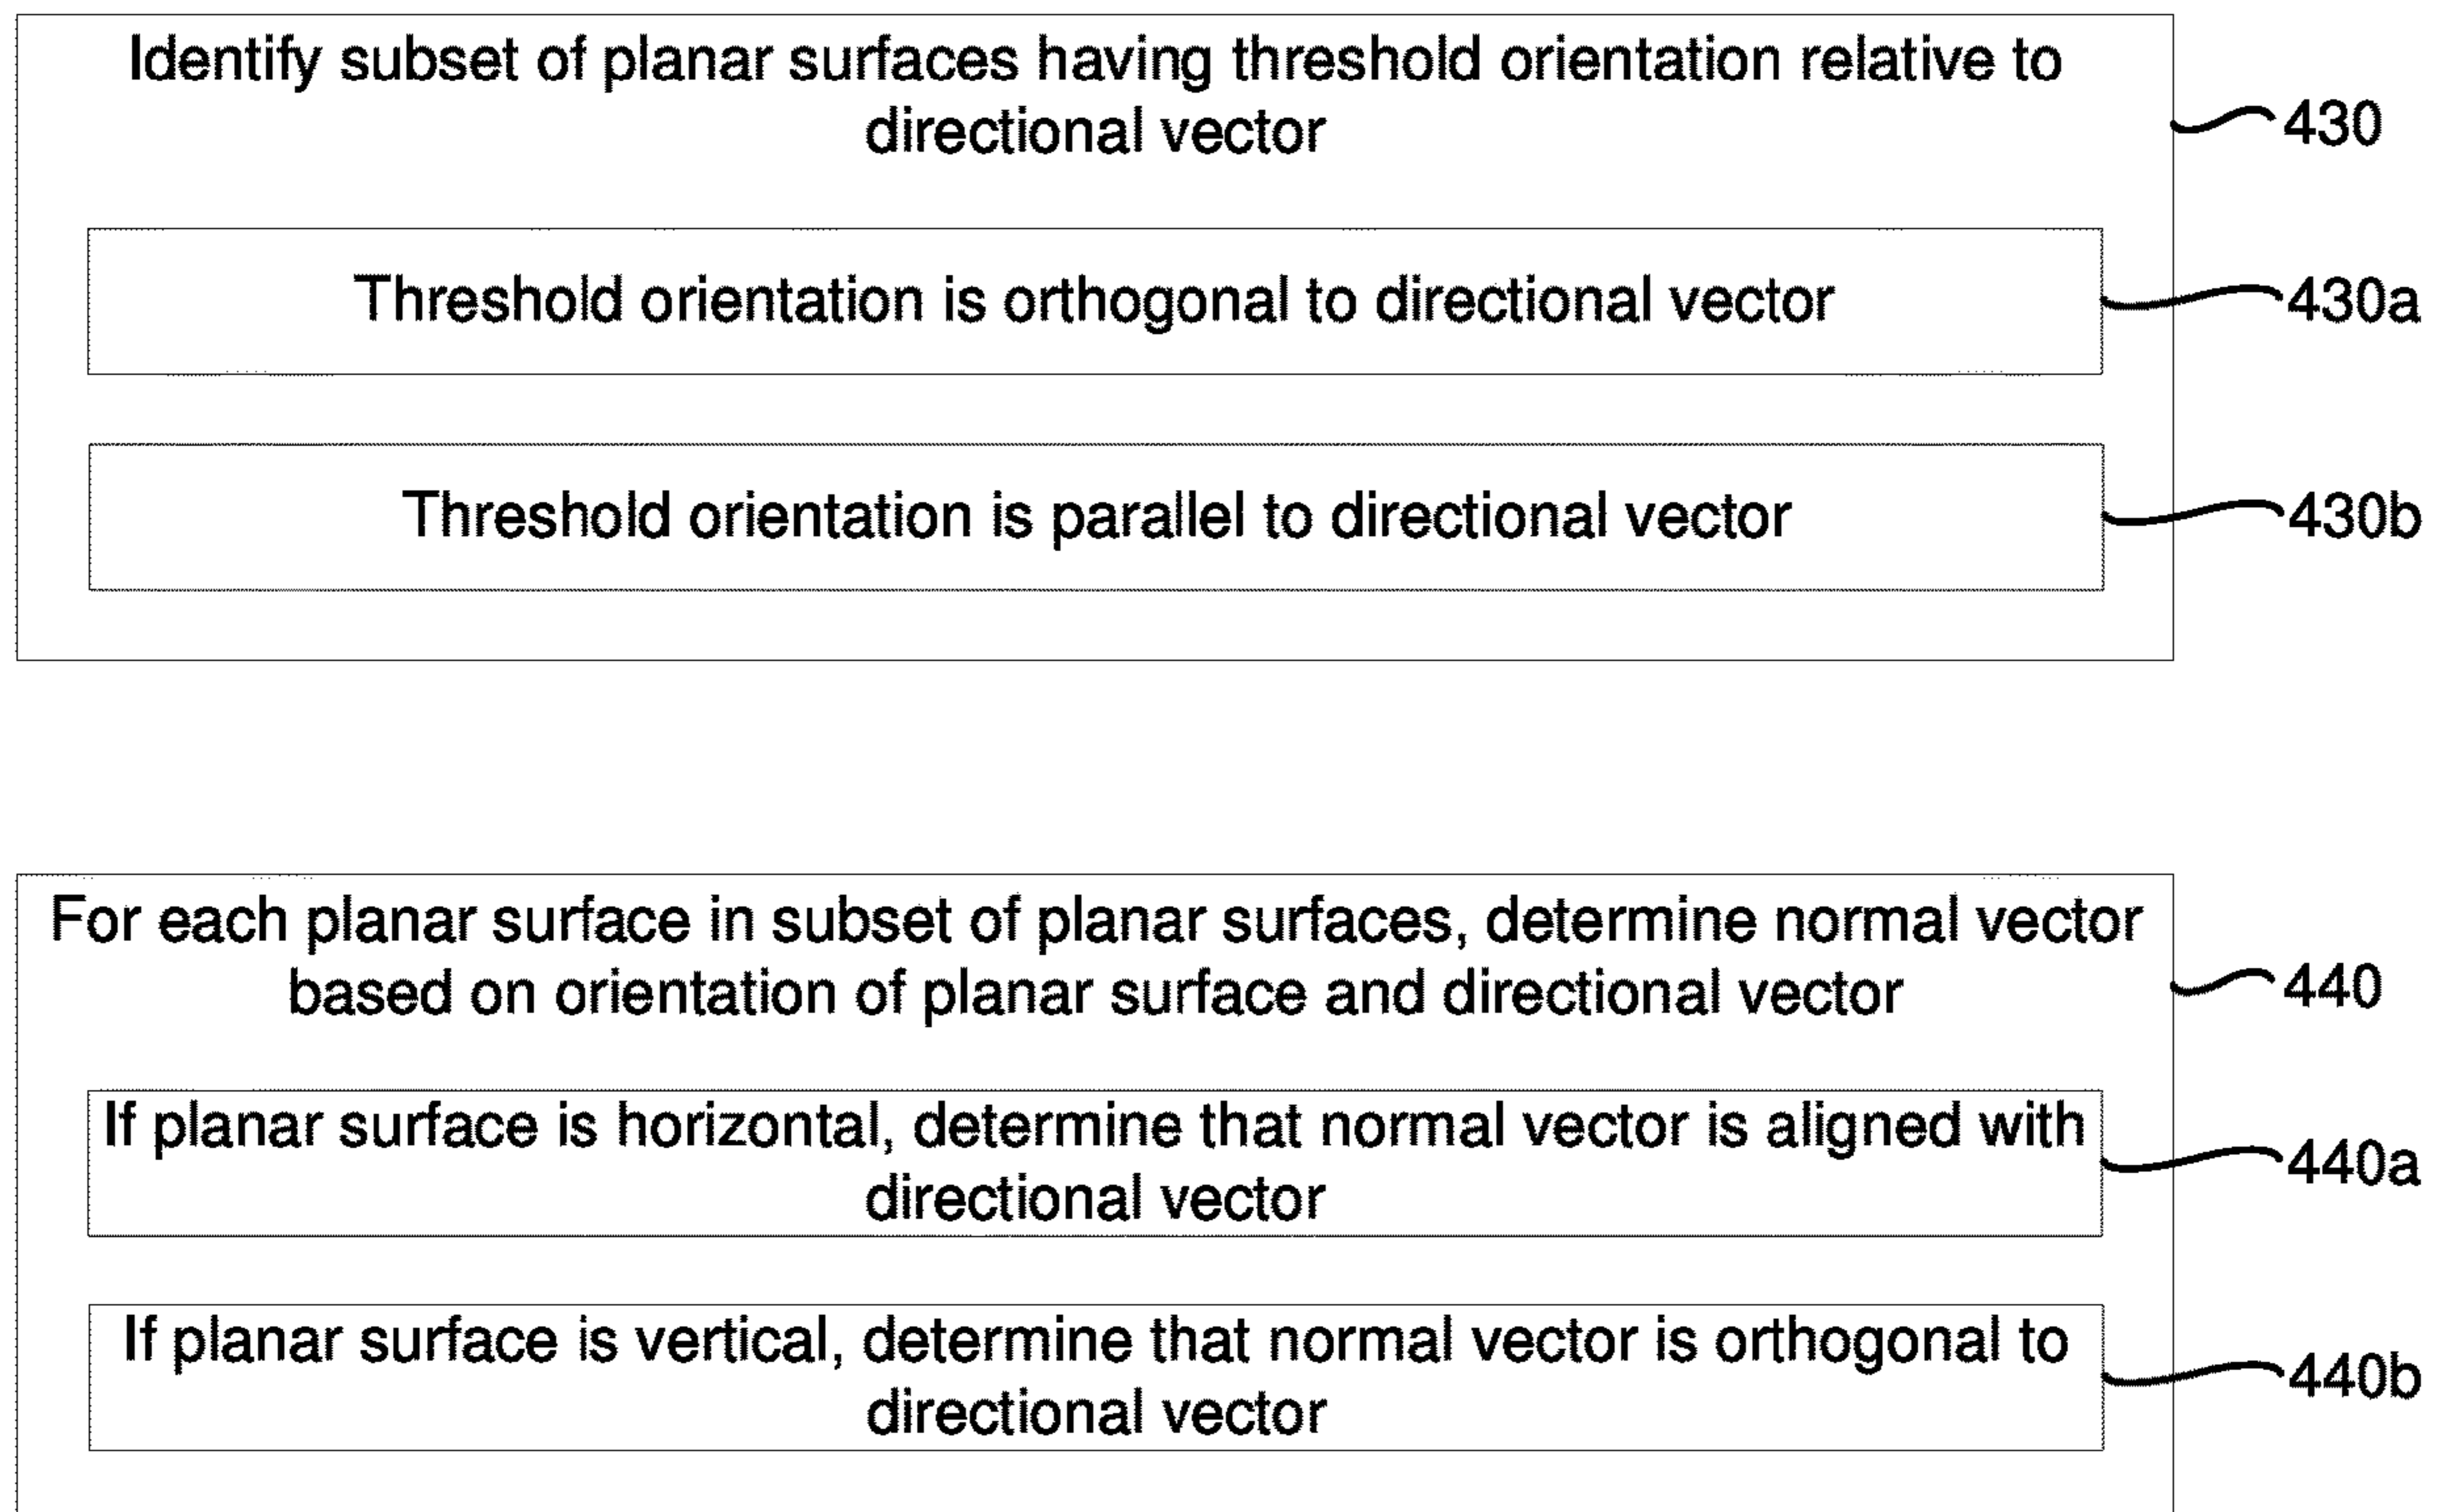 Identify subset of planar surfaces having threshold orientation relative to
directional vector
430
Threshold orientation is orthogonal to directional vector
430a
Threshold orientation is parallel to directional vector
430b
For each planar surface in subset of planar surfaces, determine normal vector
based on orientation of planar surface and directional vector
440
If planar surface is horizontal, determine that normal vector is aligned with
directional vector
440a
If planar surface is vertical, determine that normal vector is orthogonal to
directional vector
440b